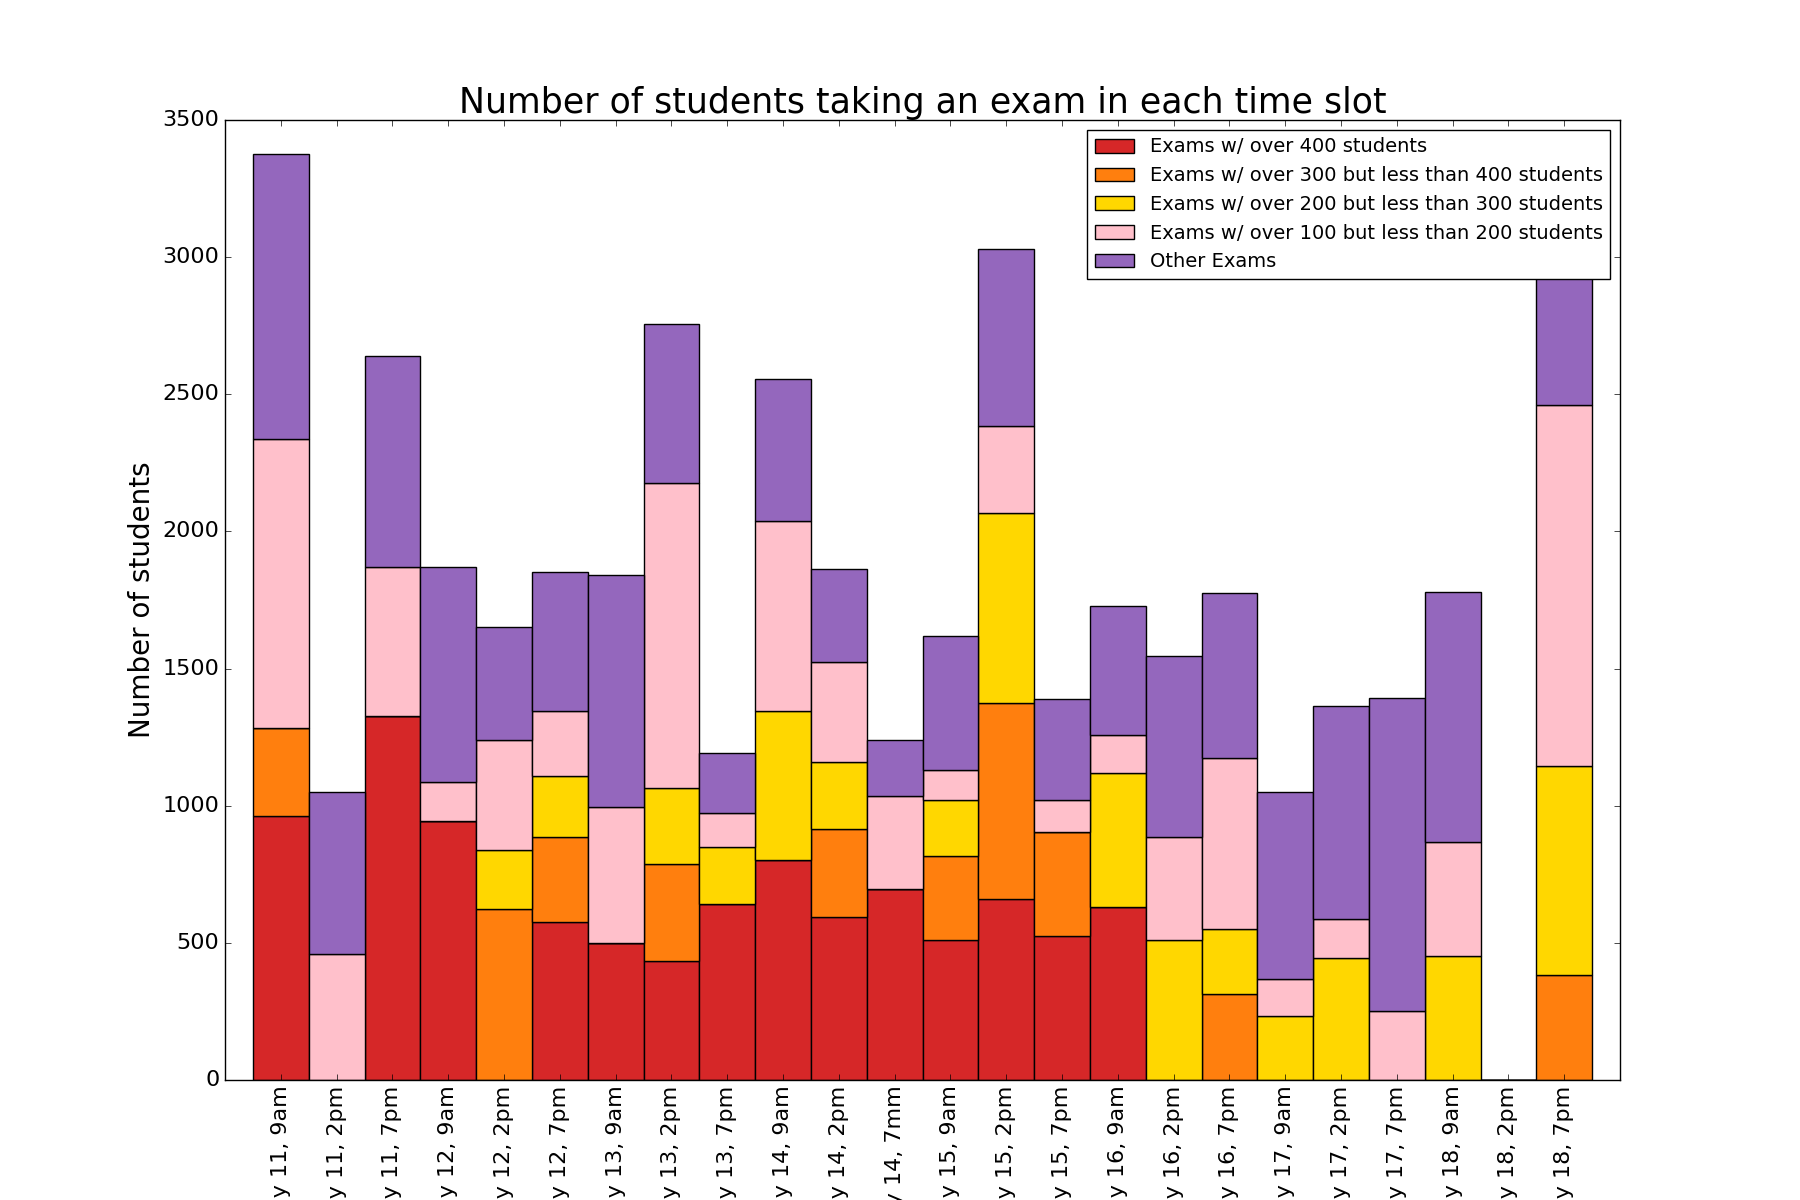 Number of students taking an exam in each time slot
Exams w/ over 400 students
Exams w/ over 300 but less than 400 students
Exams w/ over 200 but less than 300 students
Exams w/ over 100 but less than 200 students
Other Exams
Number of students
3500
3000
2500
2000
1500
1000
500
0
y 11, 9am
y 11, 2pm
y 11, 7pm
y 12, 9am
y 12, 2pm
y 12, 7pm
y 13, 9am
y 13, 2pm
y 13, 7pm
y 14, 9am
y 14, 2pm
y 14, 7mm
y 15, 9am
y 15, 2pm
y 15, 7pm
y 16, 9am
y 16, 2pm
y 16, 7pm
y 17, 9am
y 17, 2pm
y 17, 7pm
y 18, 9am
y 18, 2pm
y 18, 7pm